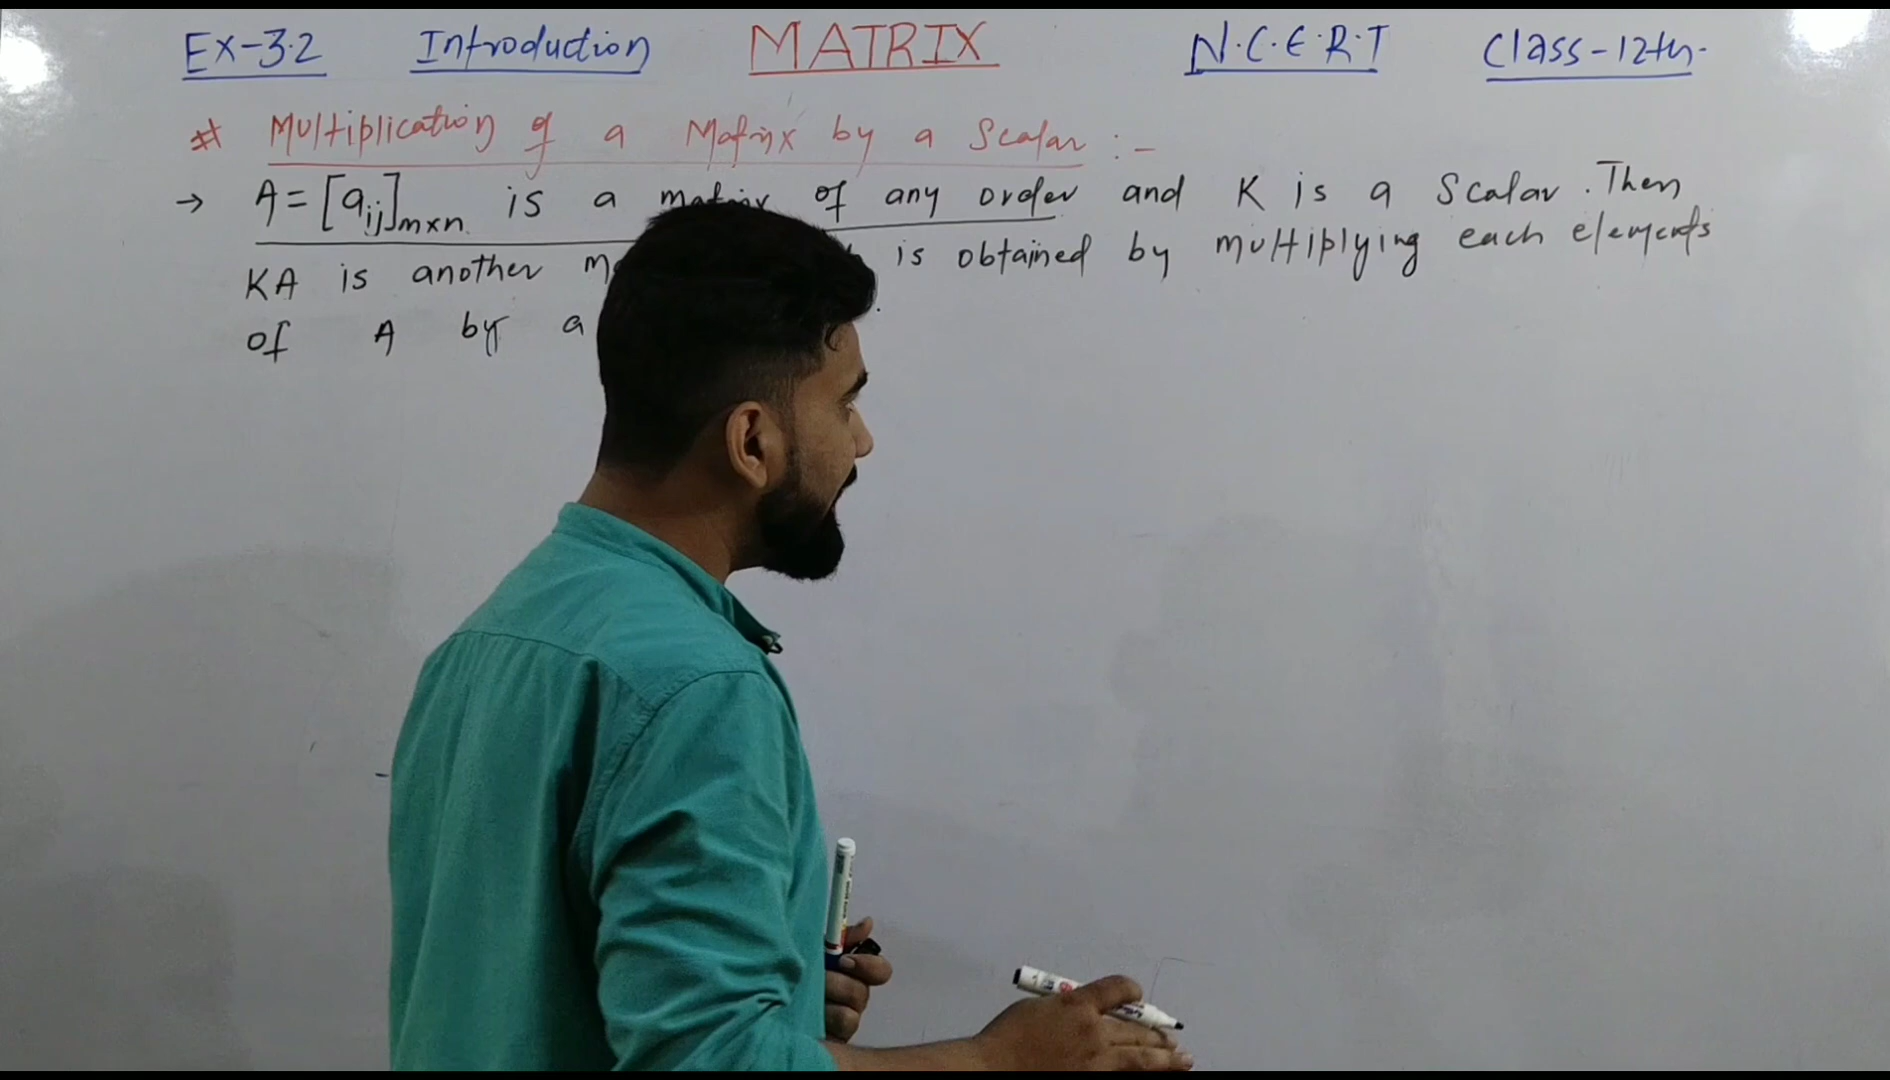 Ex-3.2 Introduction MATRIX N.C.E.R.T Class-12th.
# Multiplication of a Matrix by a Scalar :-
→ A = [aij]m×n is a matrix of any order and K is a Scalar. Then
KA is another is obtained by multiplying each elements
of A by a